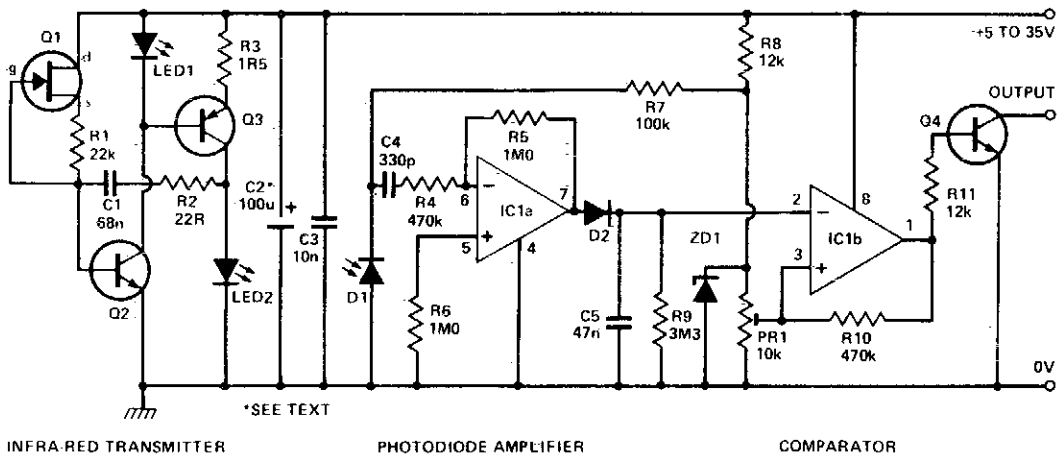 Q1
g
d
s
R1
22k
C1
68n
Q2
LED1
R3
1R5
Q3
R2
22R
LED2
C2*
100u
+
C3
10n
*SEE TEXT
D1
C4
330p
R4
470k
R5
1M0
R7
100k
6
−
5
+
7
4
IC1a
R6
1M0
D2
C5
47n
R9
3M3
ZD1
R8
12k
PR1
10k
2
−
3
+
8
1
IC1b
R10
470k
R11
12k
Q4
+5 TO 35V
OUTPUT
0V
INFRA-RED TRANSMITTER
PHOTODIODE AMPLIFIER
COMPARATOR